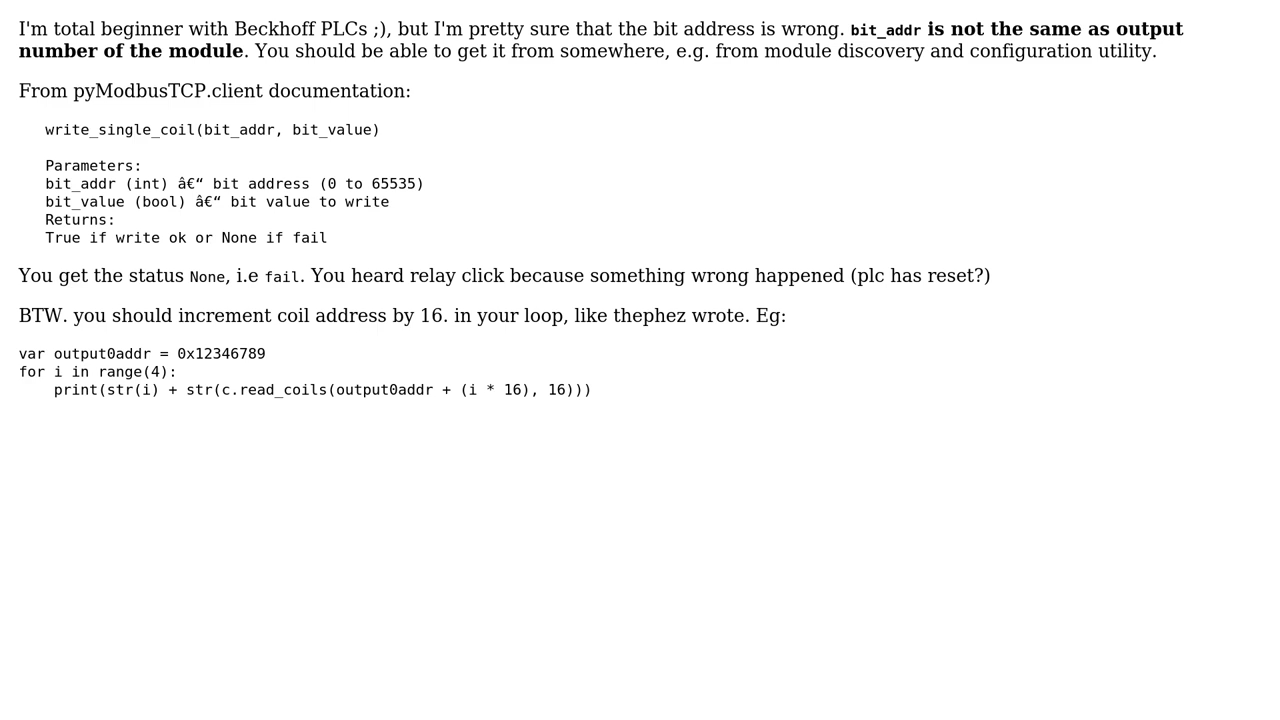 I'm total beginner with Beckhoff PLCs ;), but I'm pretty sure that the bit address is wrong. bit_addr is not the same as output
number of the module. You should be able to get it from somewhere, e.g. from module discovery and configuration utility.
From pyModbusTCP.client documentation:
write_single_coil(bit_addr, bit_value)
Parameters:
bit_addr (int) â€“ bit address (0 to 65535)
bit_value (bool) â€“ bit value to write
Returns:
True if write ok or None if fail
You get the status None, i.e fail. You heard relay click because something wrong happened (plc has reset?)
BTW. you should increment coil address by 16. in your loop, like thephez wrote. Eg:
var output0addr = 0x12346789
for i in range(4):
    print(str(i) + str(c.read_coils(output0addr + (i * 16), 16)))